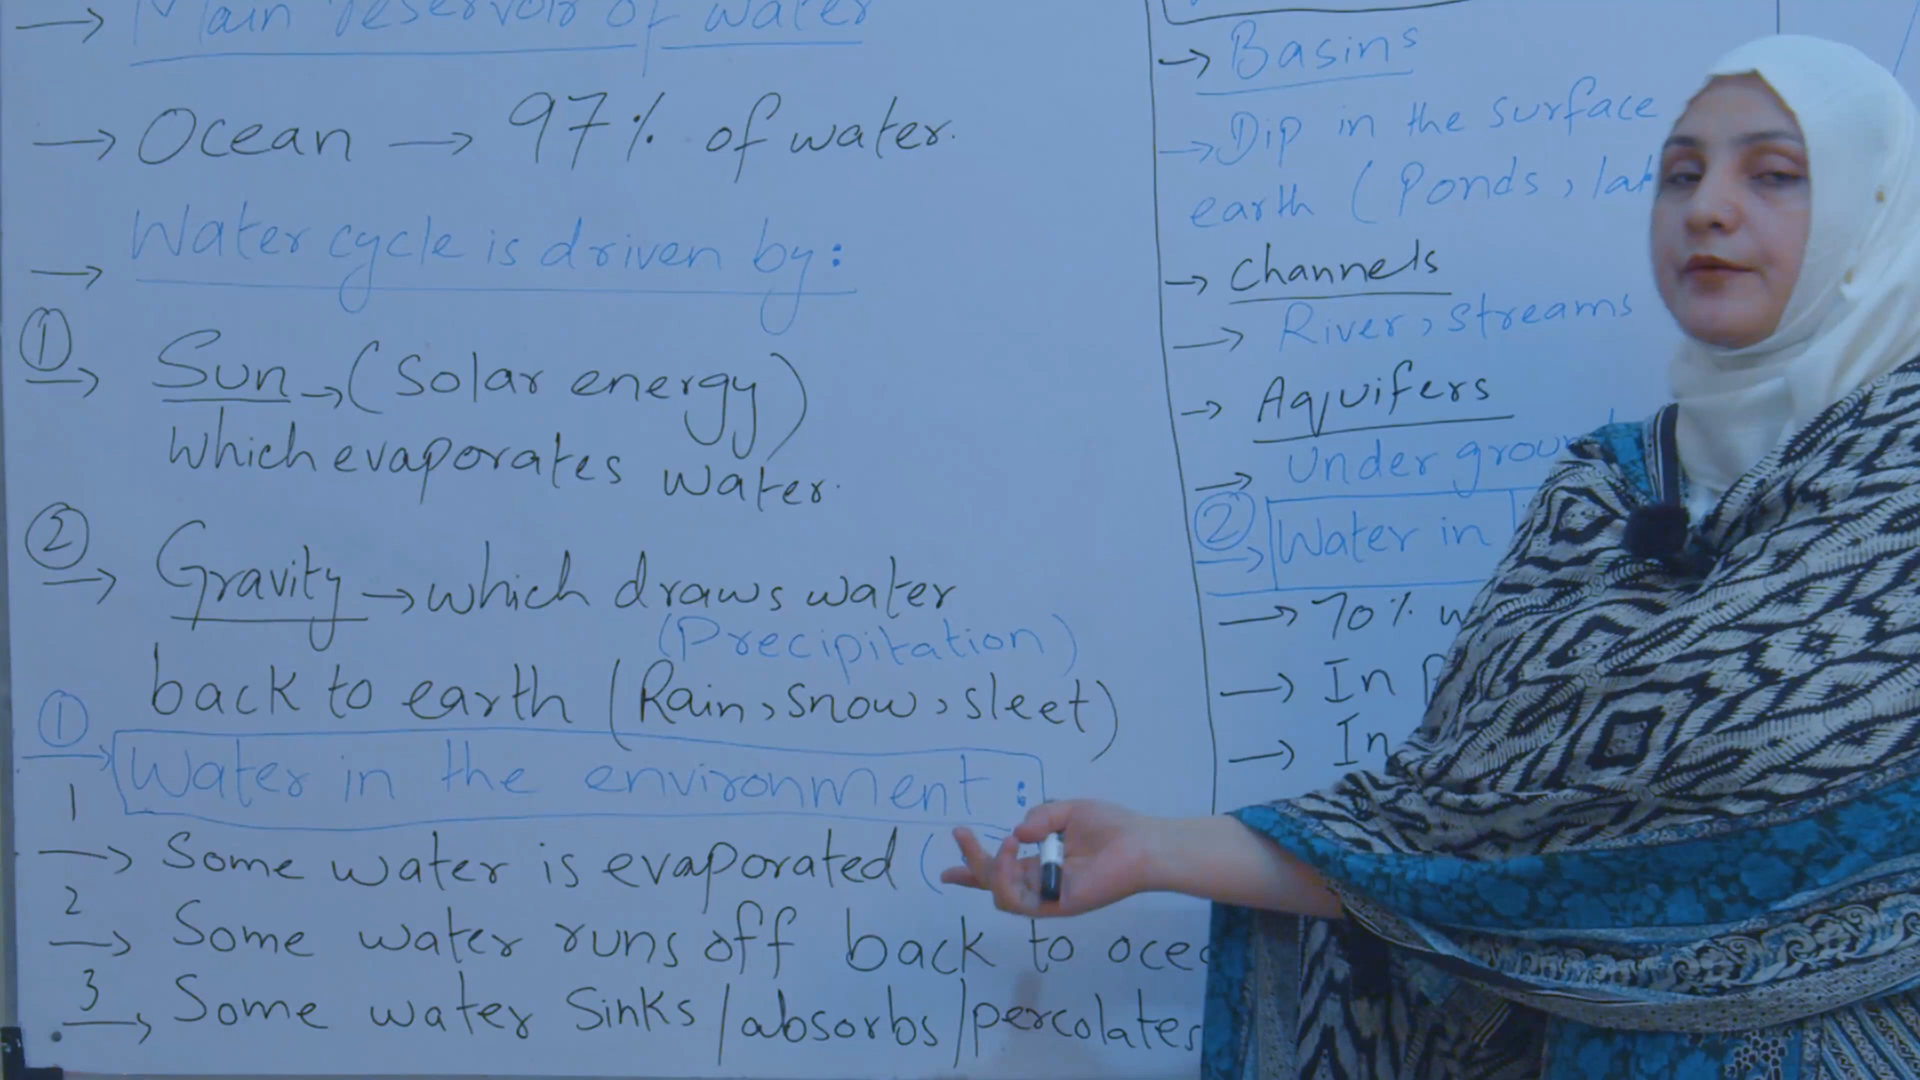 → Main reservoir of water
→ Ocean → 97% of water.
→ Water cycle is driven by:
① → Sun → (Solar energy)
which evaporates water.
② → Gravity → which draws water
(Precipitation)
back to earth (Rain, snow, sleet)
① → Water in the environment:
1 → Some water is evaporated (
2 → Some water runs off back to
3 → Some water sinks/absorbs/percolates
→ Basins
→ Dip in the surface
earth (Ponds,
→ Channels
→ River, streams
→ Aquifers
→ Under
② → Water in
→ 70%
→ In
→ In